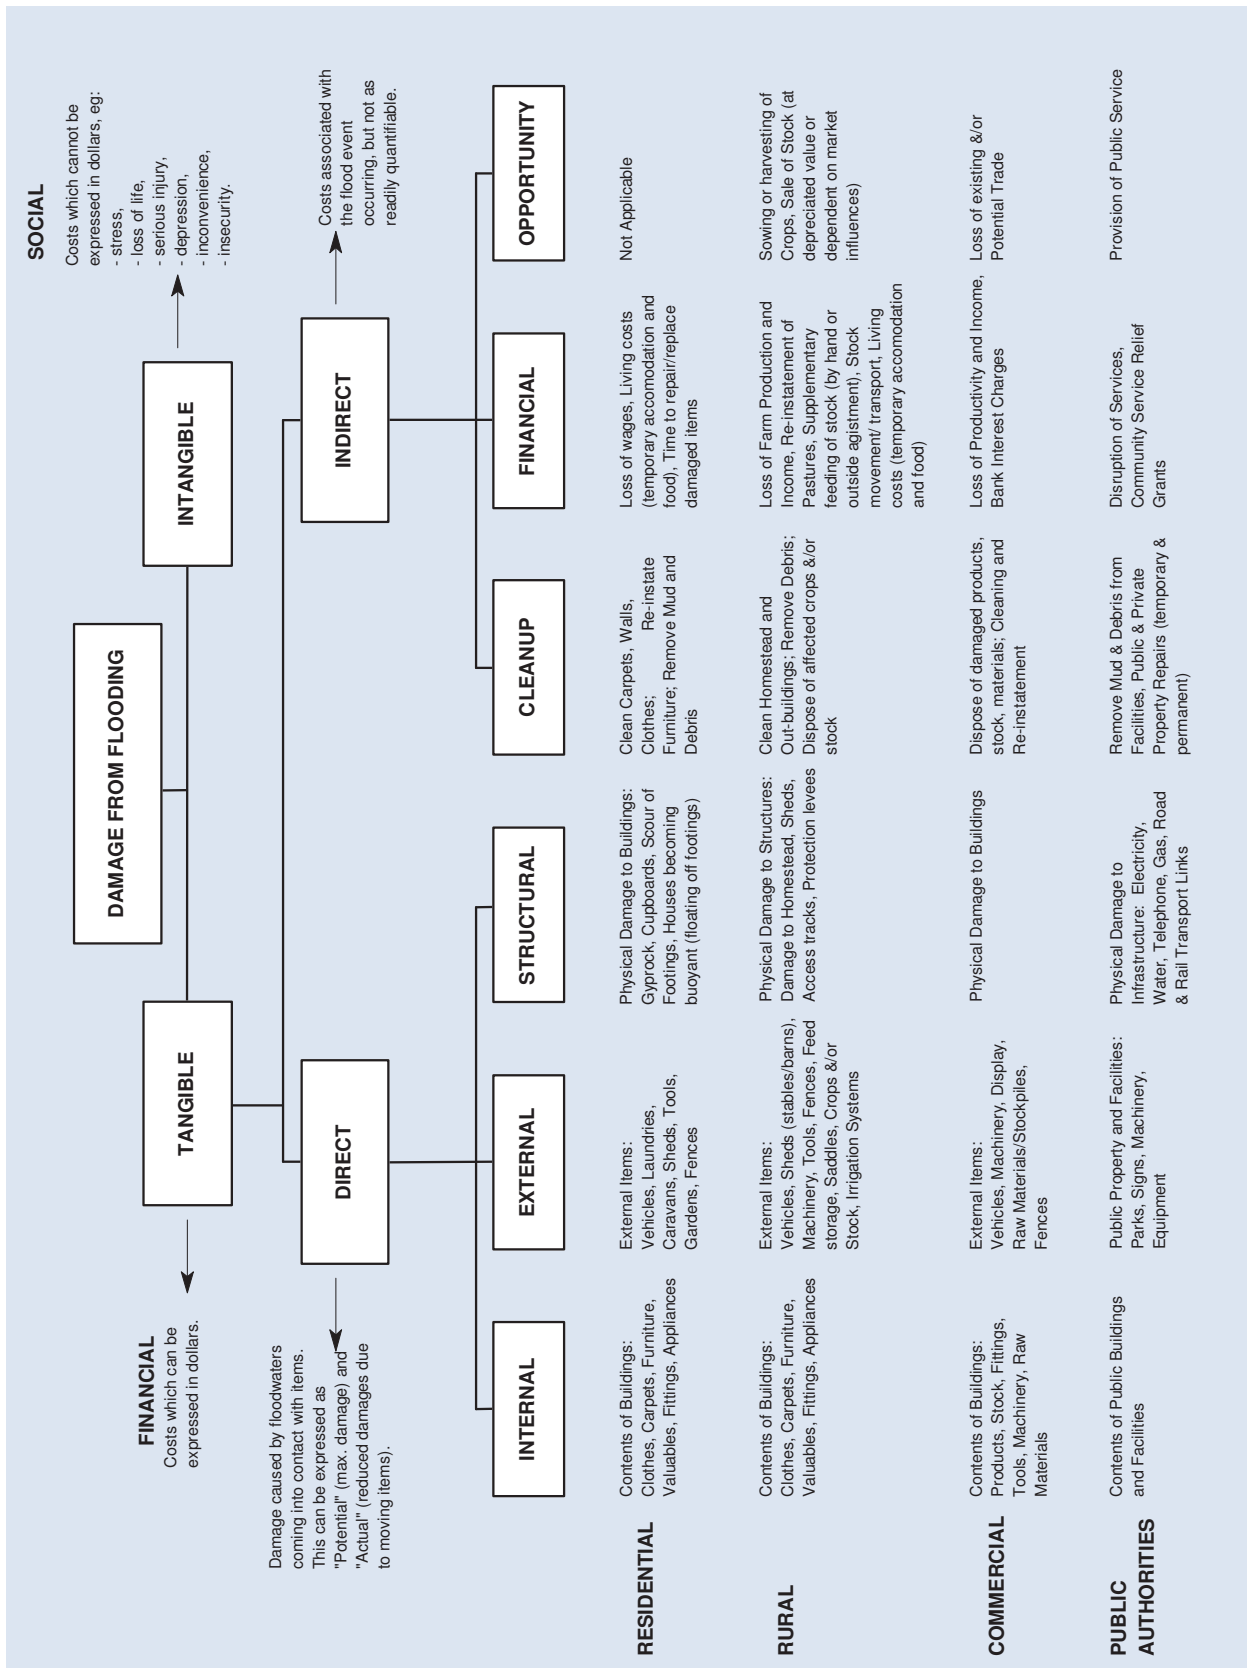 DAMAGE FROM FLOODING
FINANCIAL
Costs which can be
expressed in dollars.
TANGIBLE
INTANGIBLE
SOCIAL
Costs which cannot be
expressed in dollars, eg:
- stress,
- loss of life,
- serious injury,
- depression,
- inconvenience,
- insecurity.
Damage caused by floodwaters
coming into contact with items.
This can be expressed as
"Potential" (max. damage) and
"Actual" (reduced damages due
to moving items).
DIRECT
INDIRECT
Costs associated with
the flood event
occurring, but not as
readily quantifiable.
INTERNAL
EXTERNAL
STRUCTURAL
CLEANUP
FINANCIAL
OPPORTUNITY
RESIDENTIAL
Contents of Buildings:
Clothes, Carpets, Furniture,
Valuables, Fittings, Appliances
External Items:
Vehicles, Laundries,
Caravans, Sheds, Tools,
Gardens, Fences
Physical Damage to Buildings:
Gyprock, Cupboards, Scour of
Footings, Houses becoming
buoyant (floating off footings)
Clean Carpets, Walls,
Clothes; Re-instate
Furniture; Remove Mud and
Debris
Loss of wages, Living costs
(temporary accomodation and
food), Time to repair/replace
damaged items
Not Applicable
RURAL
Contents of Buildings:
Clothes, Carpets, Furniture,
Valuables, Fittings, Appliances
External Items:
Vehicles, Sheds (stables/barns),
Machinery, Tools, Fences, Feed
storage, Saddles, Crops &/or
Stock, Irrigation Systems
Physical Damage to Structures:
Damage to Homestead, Sheds,
Access tracks, Protection levees
Clean Homestead and
Out-buildings; Remove Debris;
Dispose of affected crops &/or
stock
Loss of Farm Production and
Income, Re-instatement of
Pastures, Supplementary
feeding of stock (by hand or
outside agistment), Stock
movement/ transport, Living
costs (temporary accomodation
and food)
Sowing or harvesting of
Crops, Sale of Stock (at
depreciated value or
dependent on market
influences)
COMMERCIAL
Contents of Buildings:
Products, Stock, Fittings,
Tools, Machinery, Raw
Materials
External Items:
Vehicles, Machinery, Display,
Raw Materials/Stockpiles,
Fences
Physical Damage to Buildings
Dispose of damaged products,
stock, materials; Cleaning and
Re-instatement
Loss of Productivity and Income,
Bank Interest Charges
Loss of existing &/or
Potential Trade
PUBLIC
AUTHORITIES
Contents of Public Buildings
and Facilities
Public Property and Facilities:
Parks, Signs, Machinery,
Equipment
Physical Damage to
Infrastructure: Electricity,
Water, Telephone, Gas, Road
& Rail Transport Links
Remove Mud & Debris from
Facilities, Public & Private
Property Repairs (temporary &
permanent)
Disruption of Services,
Community Service Relief
Grants
Provision of Public Service